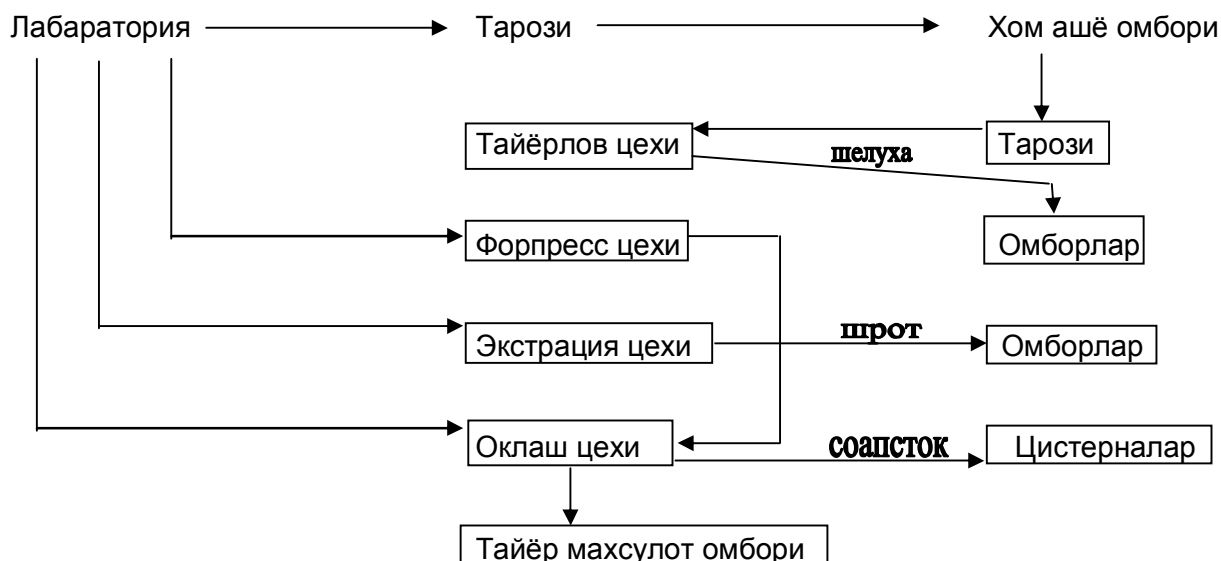 Лабаратория Тарози Хом ашё омбори
Тайёрлов цехи шелуха Тарози
Форпресс цехи Омборлар
Экстрация цехи шрот Омборлар
Оклаш цехи соапсток Цистерналар
Тайёр махсулот омбори